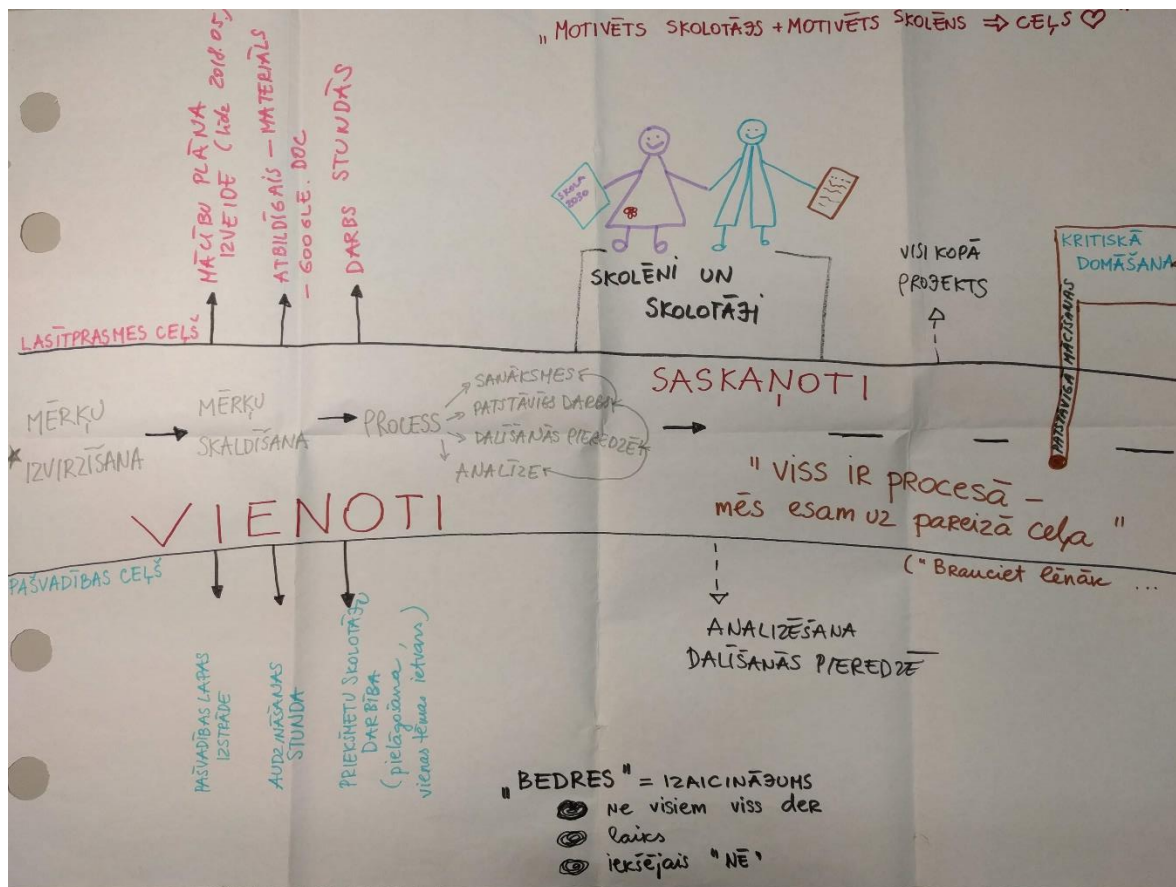 „MOTIVĒTS SKOLOTĀJS + MOTIVĒTS SKOLĒNS ⇒ CEĻŠ ♡"
MĀCĪBU PLĀNA
IZVEIDE (līdz 2018.05.)
ATBILDĪGAIS – MATERIĀLS
– GOOGLE. DOC
DARBS STUNDĀS
SKOLA
2030
SKOLĒNI UN
SKOLOTĀJI
VISI KOPĀ
PROJEKTS
KRITISKĀ
DOMĀŠANA
PATSTĀVĪGA MĀCĪŠANĀS
LASĪTPRASMES CEĻŠ
MĒRĶU
IZVIRZĪŠANA
MĒRĶU
SKALDĪŠANA
PROCESS
SANĀKSMES
PATSTĀVĪGS DARBS
DALĪŠANĀS PIEREDZĒ
ANALĪZE
SASKAŅOTI
VIENOTI
" VISS IR PROCESĀ –
MĒS ESAM UZ PAREIZĀ CEĻA "
("Brauciet lēnāk ...
PAŠVADĪBAS CEĻŠ
PAŠVADĪBAS LAPAS
IZSTRĀDE
AUDZINĀŠANAS
STUNDA
PRIEKŠMETU SKOLOTĀJU
DARBĪBA
(pielāgošana,
vienas tēmas ietvars)
ANALIZĒŠANA
DALĪŠANĀS PIEREDZĒ
„BEDRES" = IZAICINĀJUMS
Ne visiem viss der
laiks
iekšējais "NĒ"